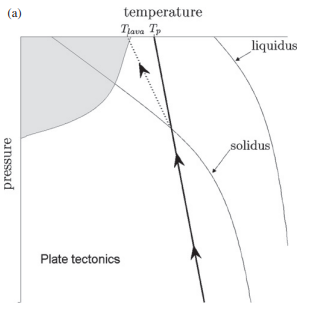 (a)
temperature
T_lava T_p
liquidus
solidus
pressure
Plate tectonics